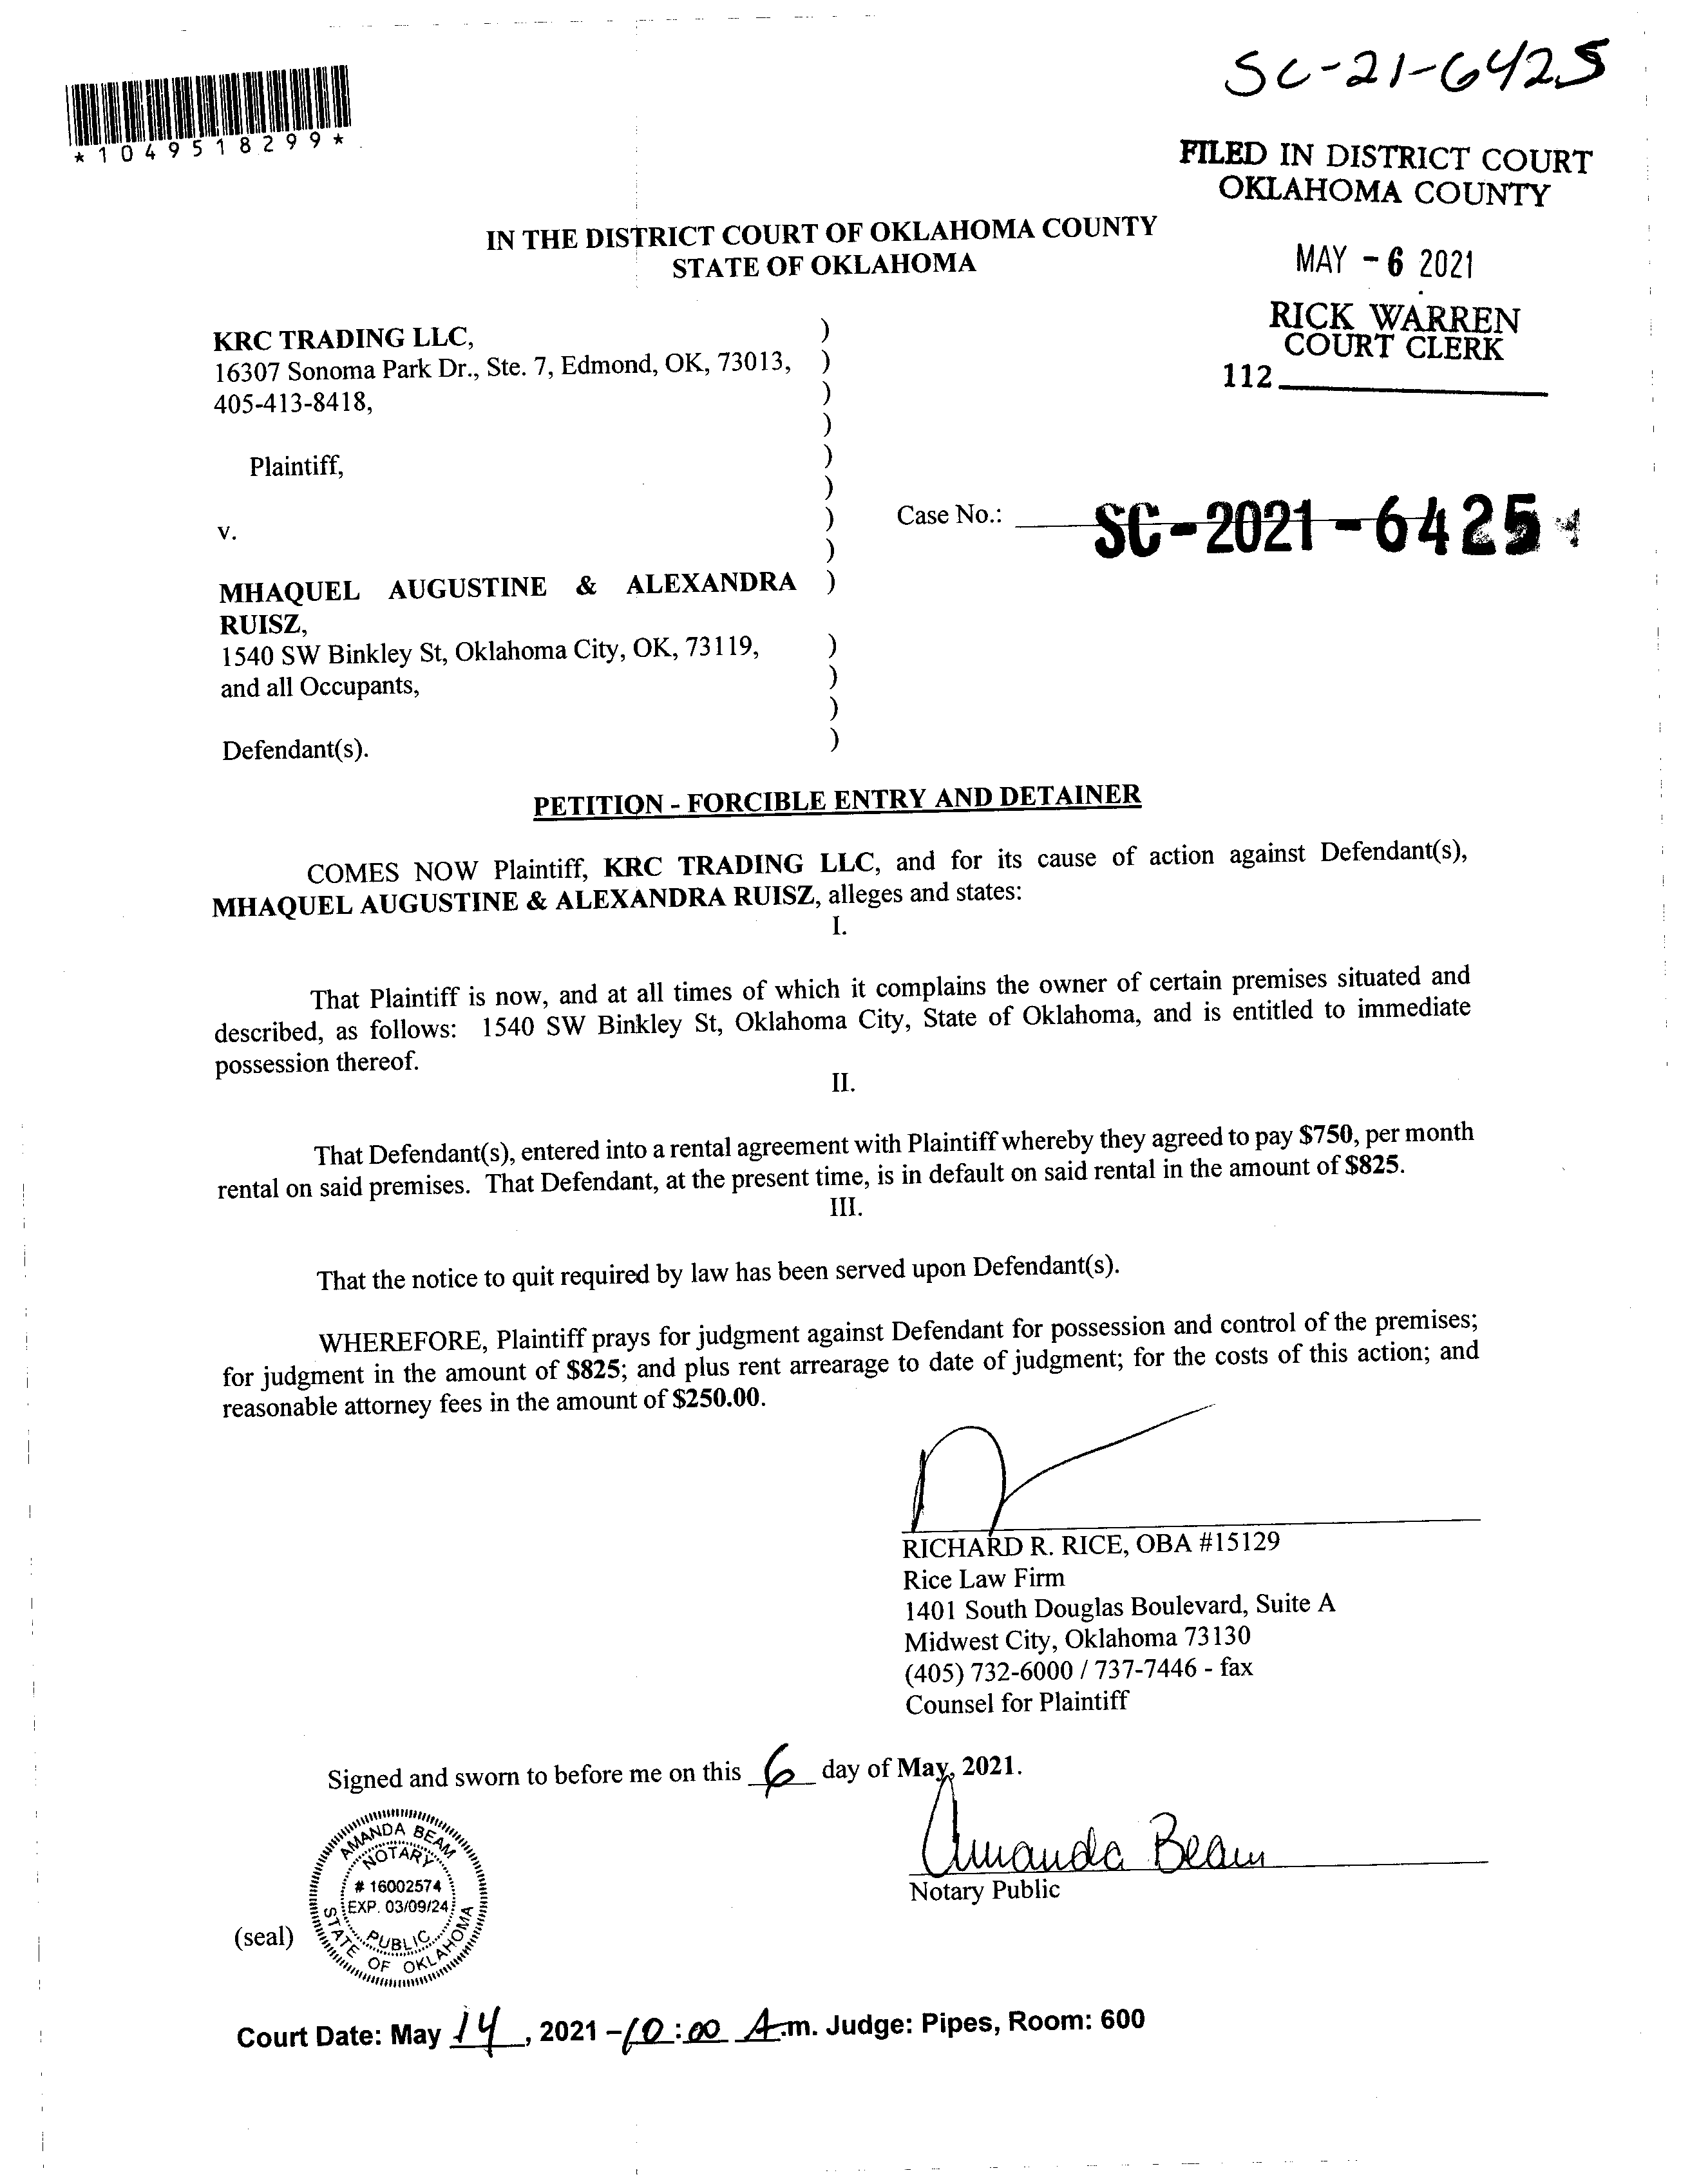 SC-21-6425
*1049518299*
FILED IN DISTRICT COURT
OKLAHOMA COUNTY
MAY - 6 2021
RICK WARREN
COURT CLERK
112
IN THE DISTRICT COURT OF OKLAHOMA COUNTY
STATE OF OKLAHOMA
KRC TRADING LLC, )
16307 Sonoma Park Dr., Ste. 7, Edmond, OK, 73013, )
405-413-8418, )
)
Plaintiff, )
)
v. ) Case No.: SC-2021-6425
)
MHAQUEL AUGUSTINE & ALEXANDRA )
RUISZ,
1540 SW Binkley St, Oklahoma City, OK, 73119, )
and all Occupants, )
)
Defendant(s). )
PETITION - FORCIBLE ENTRY AND DETAINER
COMES NOW Plaintiff, KRC TRADING LLC, and for its cause of action against Defendant(s),
MHAQUEL AUGUSTINE & ALEXANDRA RUISZ, alleges and states:
I.
That Plaintiff is now, and at all times of which it complains the owner of certain premises situated and
described, as follows: 1540 SW Binkley St, Oklahoma City, State of Oklahoma, and is entitled to immediate
possession thereof.
II.
That Defendant(s), entered into a rental agreement with Plaintiff whereby they agreed to pay $750, per month
rental on said premises. That Defendant, at the present time, is in default on said rental in the amount of $825.
III.
That the notice to quit required by law has been served upon Defendant(s).
WHEREFORE, Plaintiff prays for judgment against Defendant for possession and control of the premises;
for judgment in the amount of $825; and plus rent arrearage to date of judgment; for the costs of this action; and
reasonable attorney fees in the amount of $250.00.
RICHARD R. RICE, OBA #15129
Rice Law Firm
1401 South Douglas Boulevard, Suite A
Midwest City, Oklahoma 73130
(405) 732-6000 / 737-7446 - fax
Counsel for Plaintiff
Signed and sworn to before me on this 6 day of May, 2021.
Amanda Beam
Notary Public
(seal)
AMANDA BEAM
NOTARY
# 16002574
EXP. 03/09/24
PUBLIC
STATE OF OKLAHOMA
Court Date: May 14, 2021 - 10:00 A.m. Judge: Pipes, Room: 600